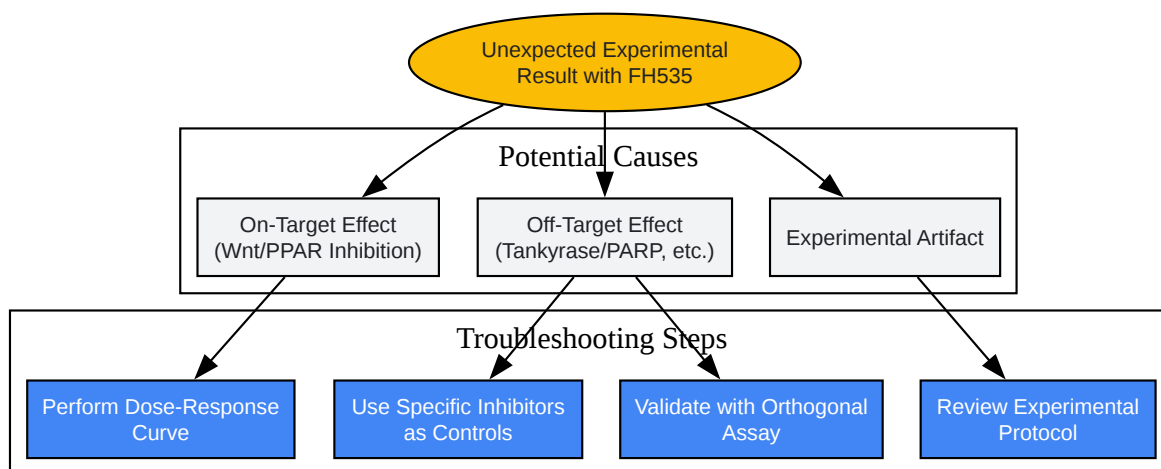 Unexpected Experimental
Result with FH535
Potential Causes
On-Target Effect
(Wnt/PPAR Inhibition)
Off-Target Effect
(Tankyrase/PARP, etc.)
Experimental Artifact
Troubleshooting Steps
Perform Dose-Response
Curve
Use Specific Inhibitors
as Controls
Validate with Orthogonal
Assay
Review Experimental
Protocol